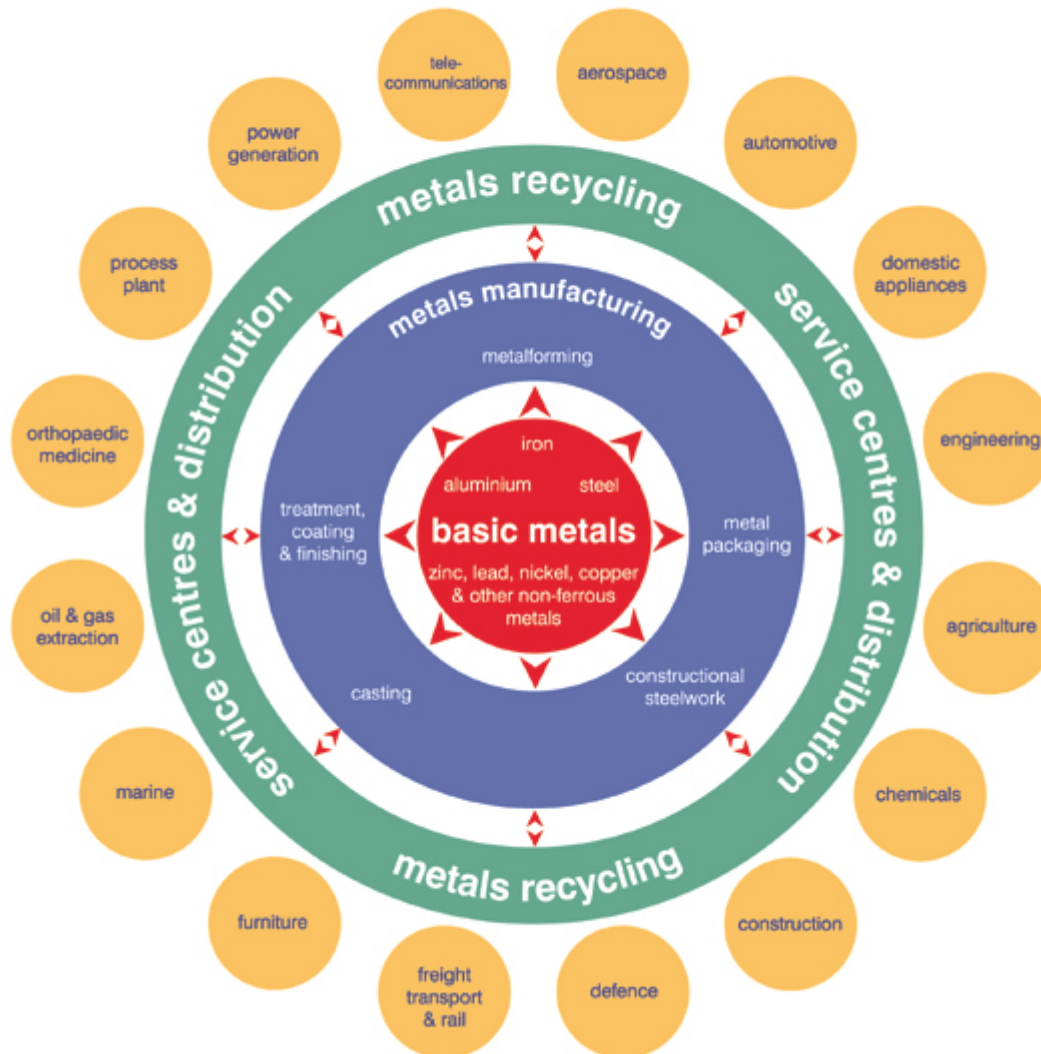 tele-
communications
aerospace
automotive
domestic
appliances
engineering
agriculture
chemicals
construction
defence
freight
transport
& rail
furniture
marine
oil & gas
extraction
orthopaedic
medicine
process
plant
power
generation
metals recycling
service centres & distribution
metals recycling
service centres & distribution
metals manufacturing
metalforming
metal
packaging
constructional
steelwork
casting
treatment,
coating
& finishing
iron
aluminium
steel
basic metals
zinc, lead, nickel, copper
& other non-ferrous
metals